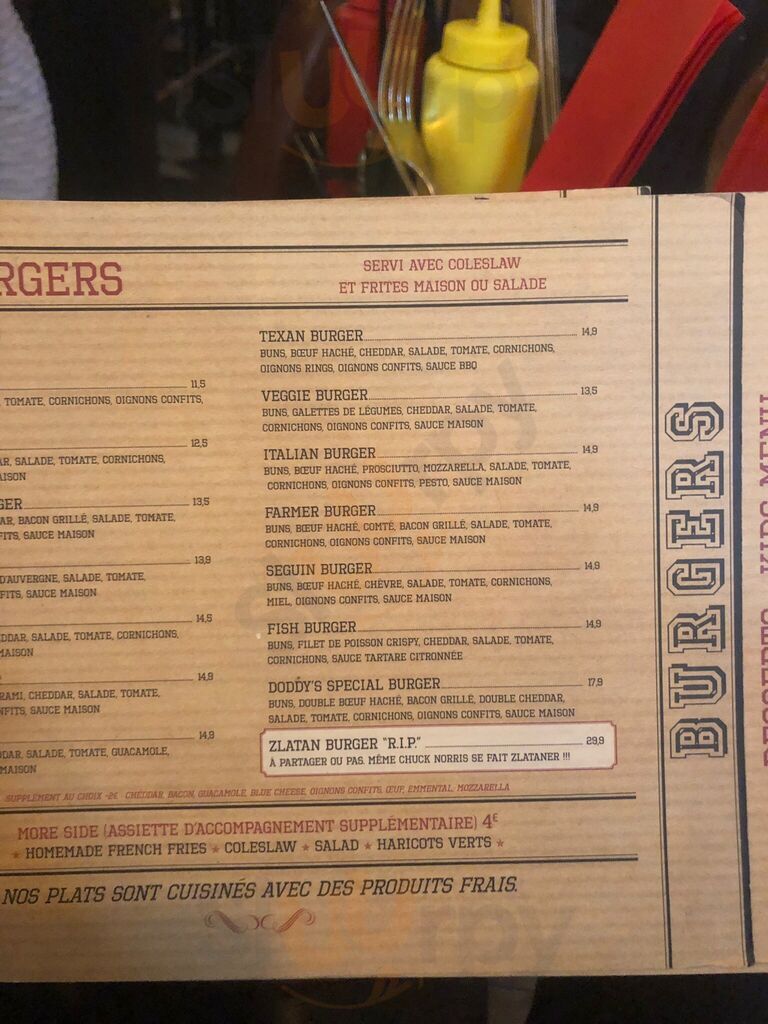 RGERS
SERVI AVEC COLESLAW
ET FRITES MAISON OU SALADE
11,5
TOMATE, CORNICHONS, OIGNONS CONFITS,
12,5
AR, SALADE, TOMATE, CORNICHONS,
AISON
GER 13,5
AR, BACON GRILLÉ, SALADE, TOMATE,
FITS, SAUCE MAISON
13,9
D'AUVERGNE, SALADE, TOMATE,
FITS, SAUCE MAISON
14,5
DDAR, SALADE, TOMATE, CORNICHONS,
MAISON
14,9
RAMI, CHEDDAR, SALADE, TOMATE,
NFITS, SAUCE MAISON
14,9
DDAR, SALADE, TOMATE, GUACAMOLE,
MAISON
TEXAN BURGER 14,9
BUNS, BŒUF HACHÉ, CHEDDAR, SALADE, TOMATE, CORNICHONS,
OIGNONS RINGS, OIGNONS CONFITS, SAUCE BBQ
VEGGIE BURGER 13,5
BUNS, GALETTES DE LÉGUMES, CHEDDAR, SALADE, TOMATE,
CORNICHONS, OIGNONS CONFITS, SAUCE MAISON
ITALIAN BURGER 14,9
BUNS, BŒUF HACHÉ, PROSCIUTTO, MOZZARELLA, SALADE, TOMATE,
CORNICHONS, OIGNONS CONFITS, PESTO, SAUCE MAISON
FARMER BURGER 14,9
BUNS, BŒUF HACHÉ, COMTÉ, BACON GRILLÉ, SALADE, TOMATE,
CORNICHONS, OIGNONS CONFITS, SAUCE MAISON
SEGUIN BURGER 14,9
BUNS, BŒUF HACHÉ, CHÈVRE, SALADE, TOMATE, CORNICHONS,
MIEL, OIGNONS CONFITS, SAUCE MAISON
FISH BURGER 14,9
BUNS, FILET DE POISSON CRISPY, CHEDDAR, SALADE, TOMATE,
CORNICHONS, SAUCE TARTARE CITRONNÉE
DODDY'S SPECIAL BURGER 17,9
BUNS, DOUBLE BŒUF HACHÉ, BACON GRILLÉ, DOUBLE CHEDDAR,
SALADE, TOMATE, CORNICHONS, OIGNONS CONFITS, SAUCE MAISON
ZLATAN BURGER "R.I.P." 29,9
À PARTAGER OU PAS. MÊME CHUCK NORRIS SE FAIT ZLATANER !!!
SUPPLÉMENT AU CHOIX +2€ CHEDDAR, BACON, GUACAMOLE, BLUE CHEESE, OIGNONS CONFITS, ŒUF, EMMENTAL, MOZZARELLA
MORE SIDE (ASSIETTE D'ACCOMPAGNEMENT SUPPLÉMENTAIRE) 4€
★ HOMEMADE FRENCH FRIES ★ COLESLAW ★ SALAD ★ HARICOTS VERTS ★
NOS PLATS SONT CUISINÉS AVEC DES PRODUITS FRAIS.
BURGERS
DESSERTS KIDS MENU
sluurpy
sluurpy
sluurpy